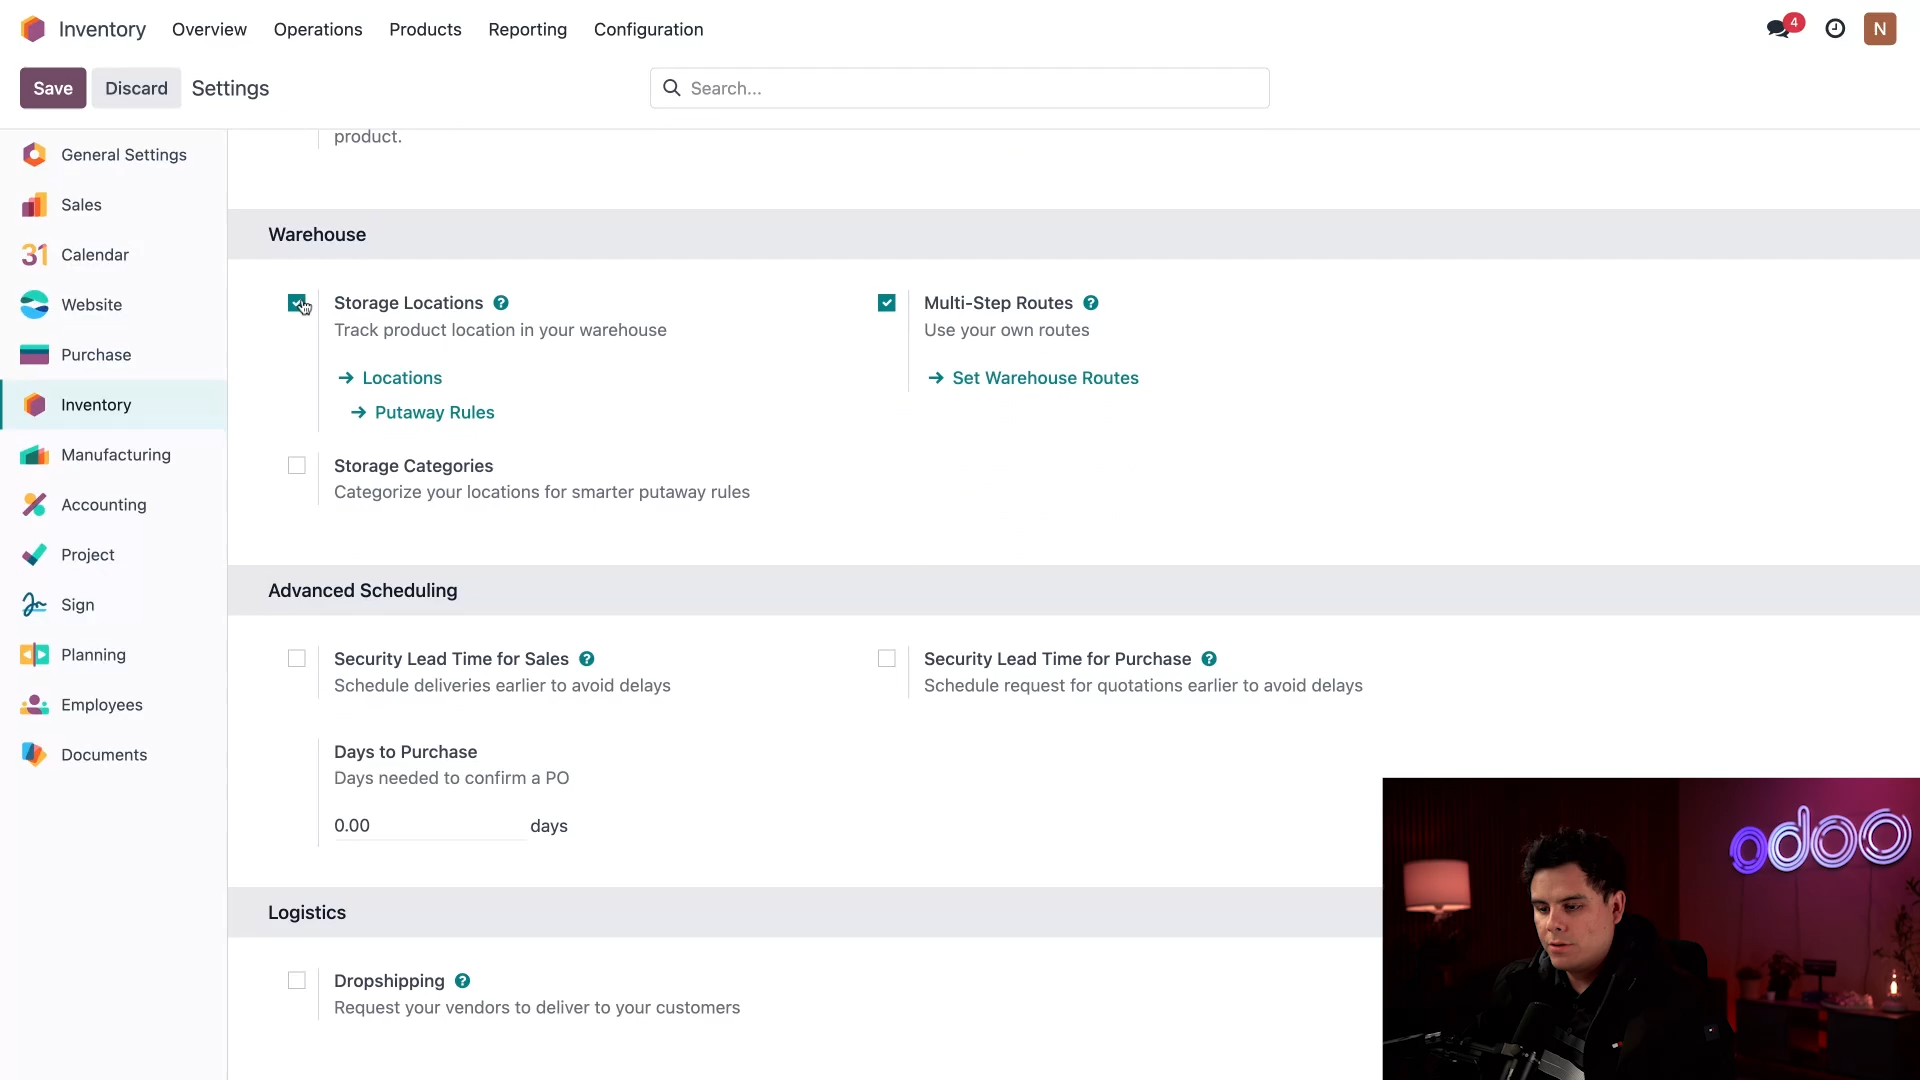 Inventory Overview Operations Products Reporting Configuration 4 N
Save Discard Settings Search...
General Settings
Sales
31 Calendar
Website
Purchase
Inventory
Manufacturing
Accounting
Project
Sign
Planning
Employees
Documents
product.
Warehouse
Storage Locations ?
Track product location in your warehouse
→ Locations
→ Putaway Rules
Multi-Step Routes ?
Use your own routes
→ Set Warehouse Routes
Storage Categories
Categorize your locations for smarter putaway rules
Advanced Scheduling
Security Lead Time for Sales ?
Schedule deliveries earlier to avoid delays
Security Lead Time for Purchase ?
Schedule request for quotations earlier to avoid delays
Days to Purchase
Days needed to confirm a PO
0.00 days
Logistics
Dropshipping ?
Request your vendors to deliver to your customers
odoo